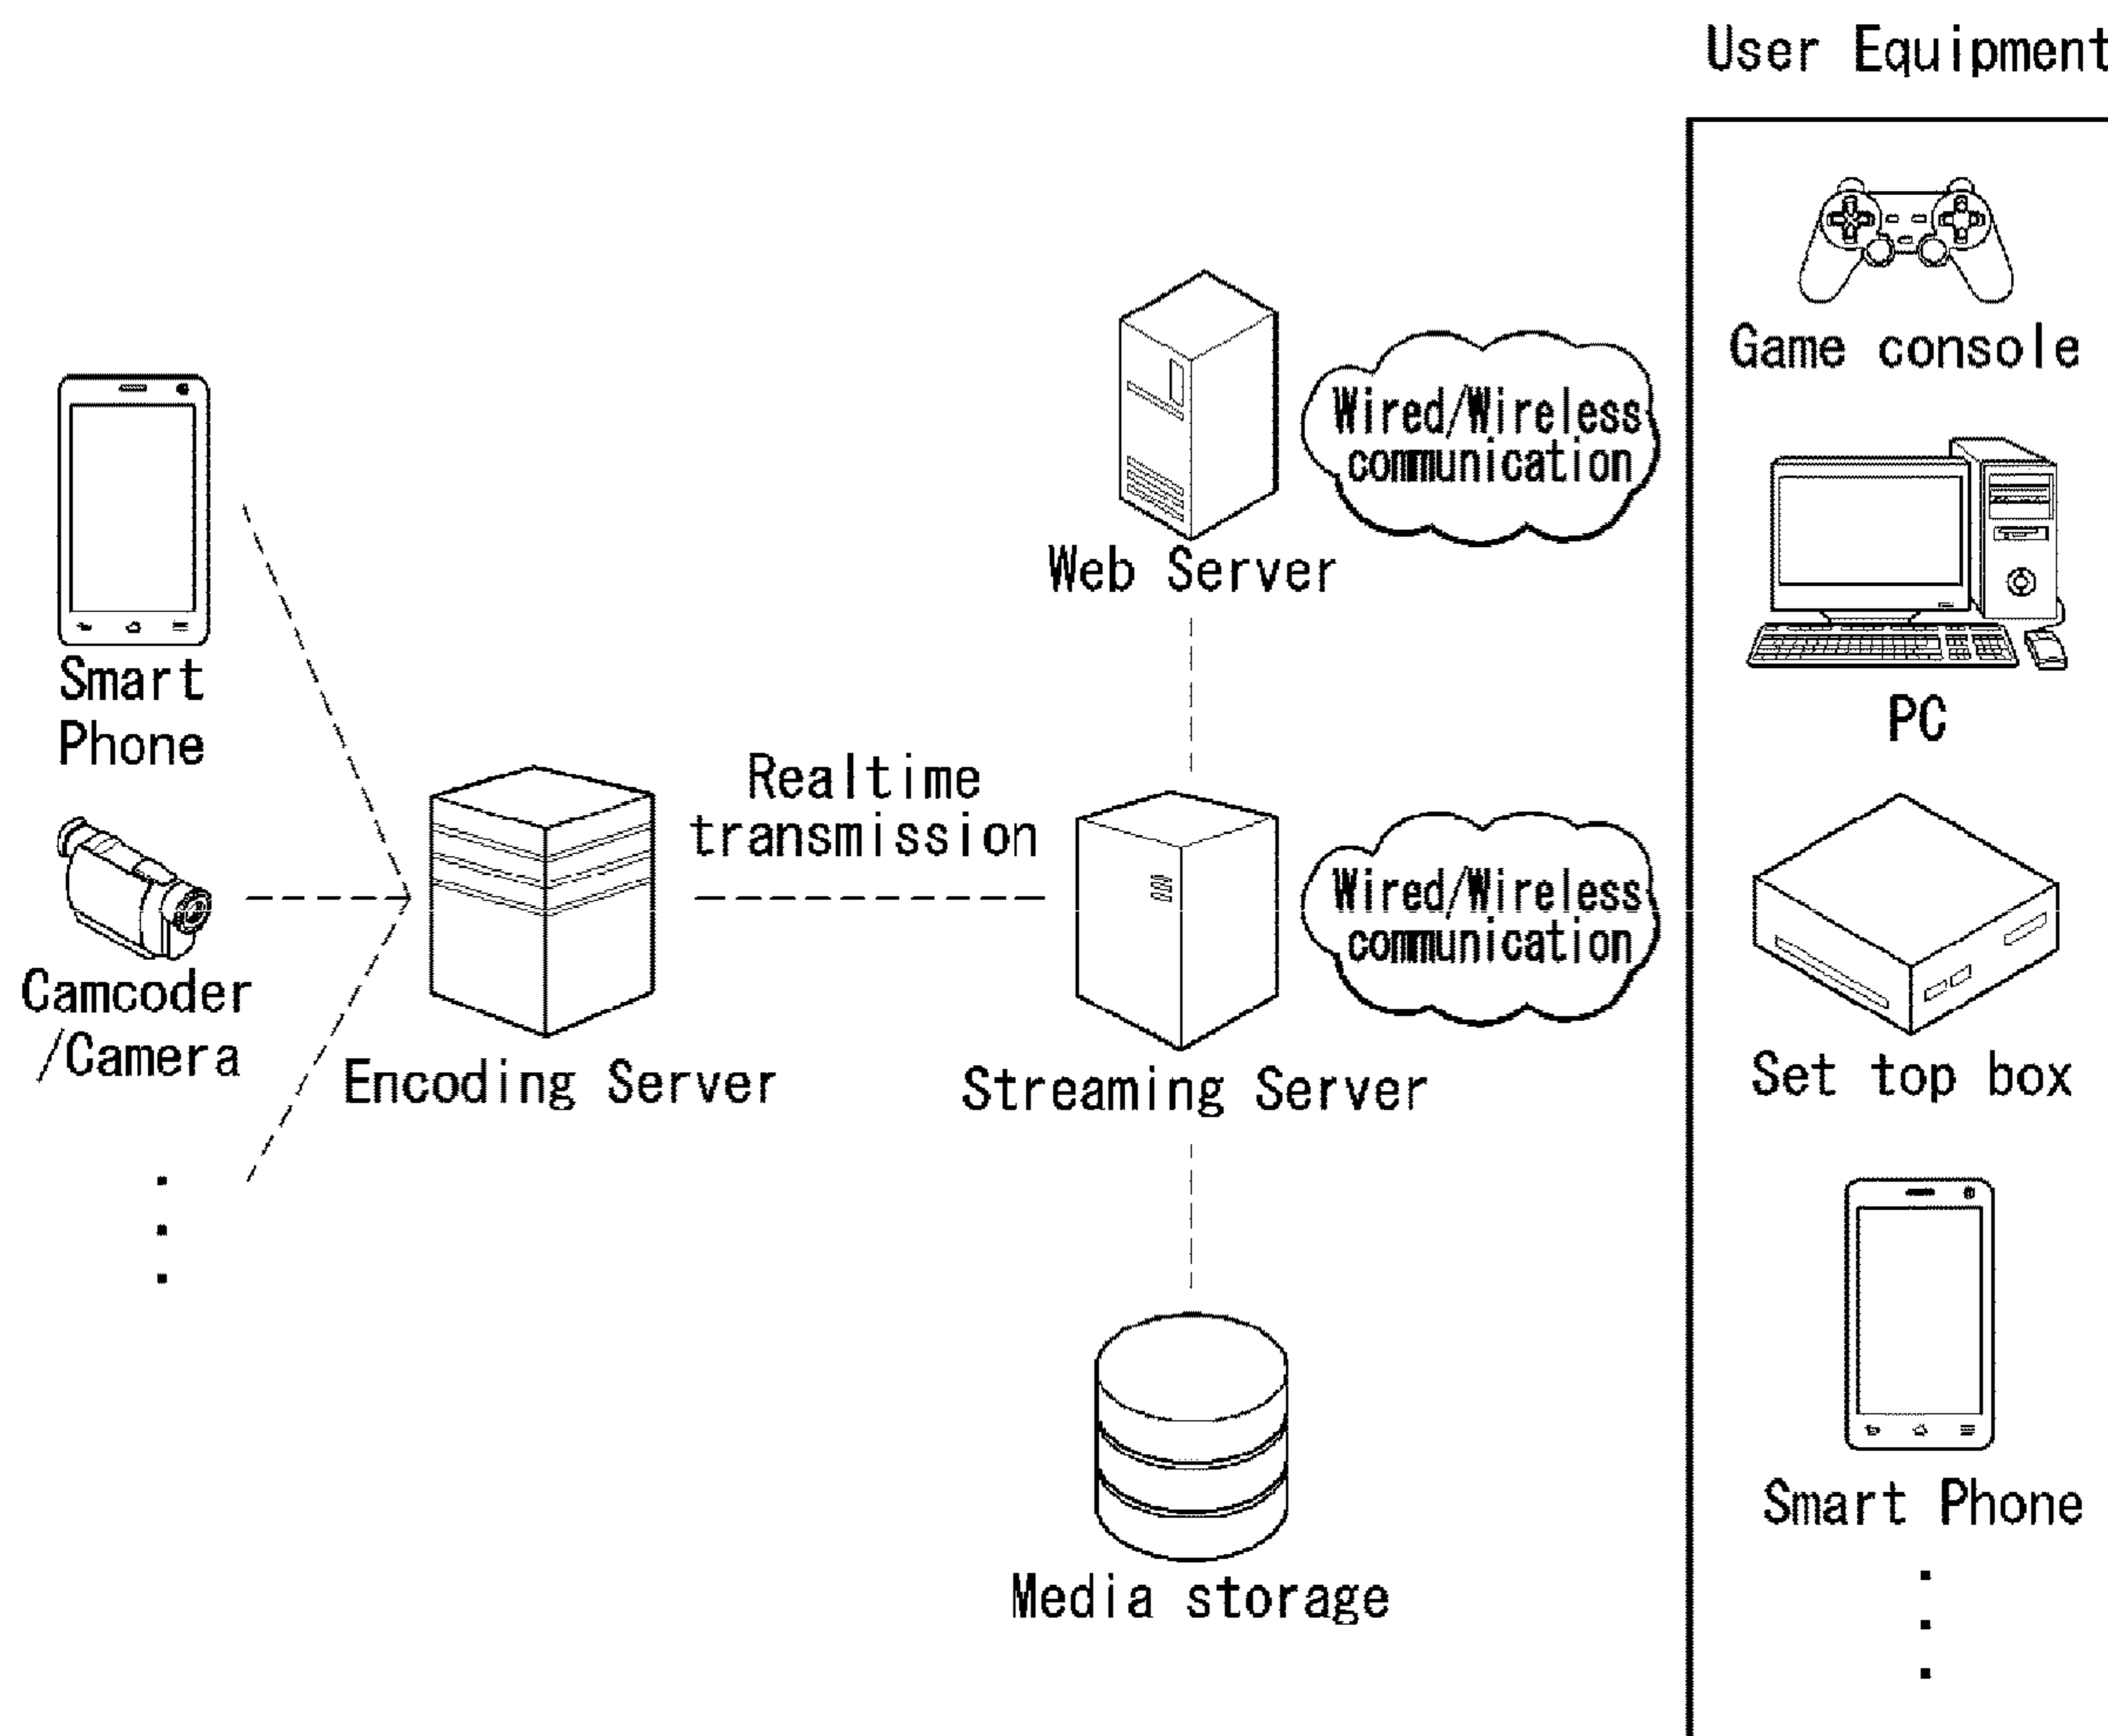 User Equipment
Game console
Wired/Wireless
communication
Web Server
Smart
Phone
PC
Realtime
transmission
Wired/Wireless
communication
Camcoder
/Camera
Encoding Server
Streaming Server
Set top box
Smart Phone
Media storage